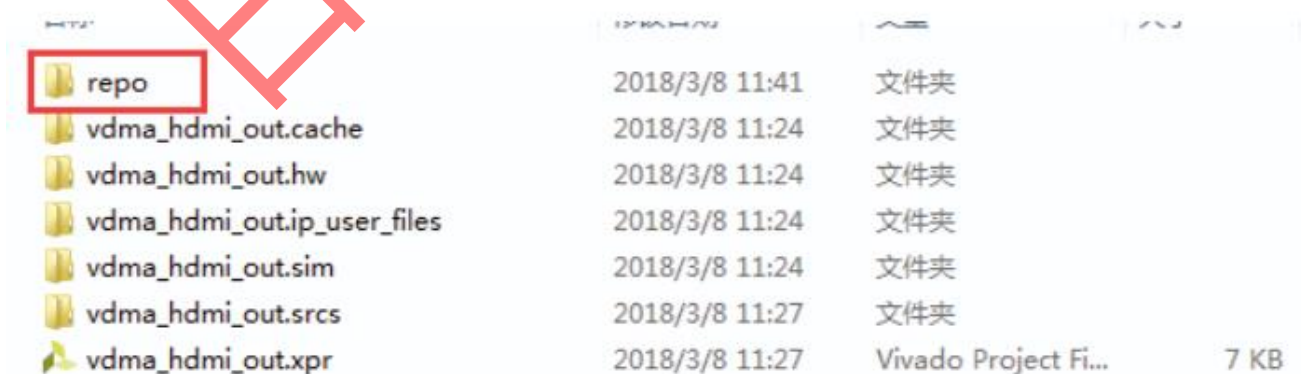 repo 2018/3/8 11:41 文件夹
vdma_hdmi_out.cache 2018/3/8 11:24 文件夹
vdma_hdmi_out.hw 2018/3/8 11:24 文件夹
vdma_hdmi_out.ip_user_files 2018/3/8 11:24 文件夹
vdma_hdmi_out.sim 2018/3/8 11:24 文件夹
vdma_hdmi_out.srcs 2018/3/8 11:27 文件夹
vdma_hdmi_out.xpr 2018/3/8 11:27 Vivado Project Fi... 7 KB